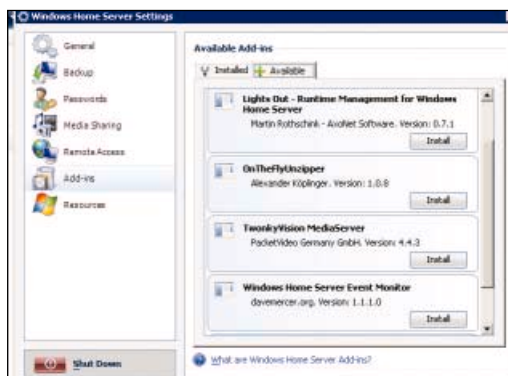 Windows Home Server Settings
General
Backup
Passwords
Media Sharing
Remote Access
Add-ins
Resources
Shut Down
Available Add-ins
Installed
Available
Lights Out - Runtime Management for Windows
Home Server
Martin Rothschink - AxoNet Software. Version: 0.7.1
Install
OnTheFlyUnzipper
Alexander Köplinger. Version: 1.0.8
Install
TwonkyVision MediaServer
PacketVideo Germany GmbH. Version: 4.4.3
Install
Windows Home Server Event Monitor
davemercer.org. Version: 1.1.1.0
Install
What are Windows Home Server Add-ins?